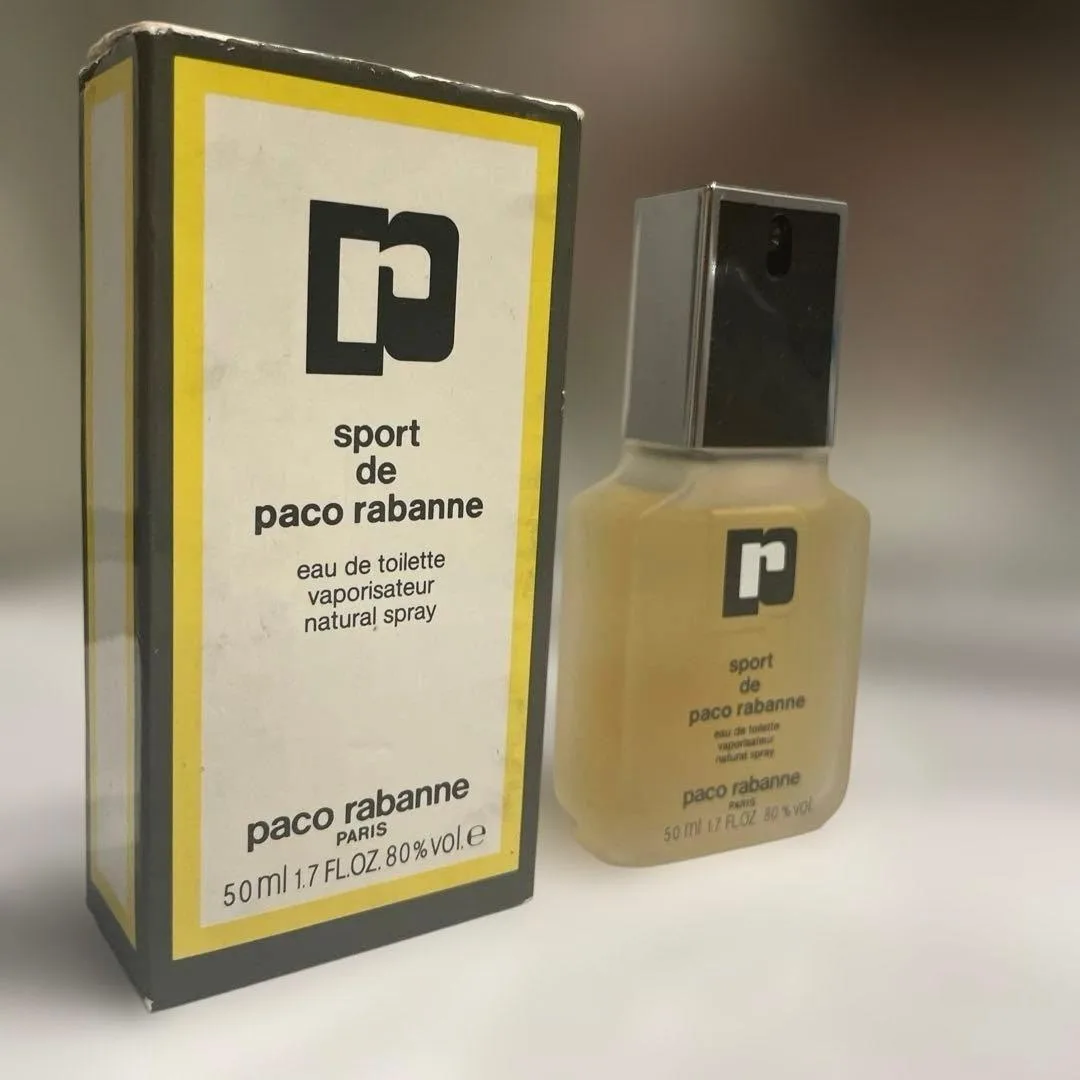 pr
sport
de
paco rabanne
eau de toilette
vaporisateur
natural spray
paco rabanne
PARIS
50 ml 1.7 FL.OZ. 80% vol. e
pr
sport
de
paco rabanne
eau de toilette
vaporisateur
natural spray
paco rabanne
PARIS
50 ml 1.7 FL.OZ. 80% vol.